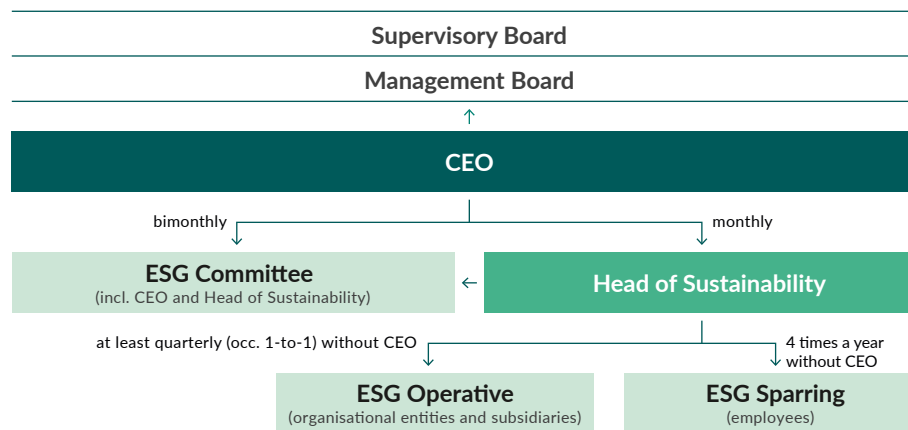 Supervisory Board
Management Board
CEO
bimonthly
monthly
ESG Committee
(incl. CEO and Head of Sustainability)
Head of Sustainability
at least quarterly (occ. 1-to-1) without CEO
4 times a year
without CEO
ESG Operative
(organisational entities and subsidiaries)
ESG Sparring
(employees)